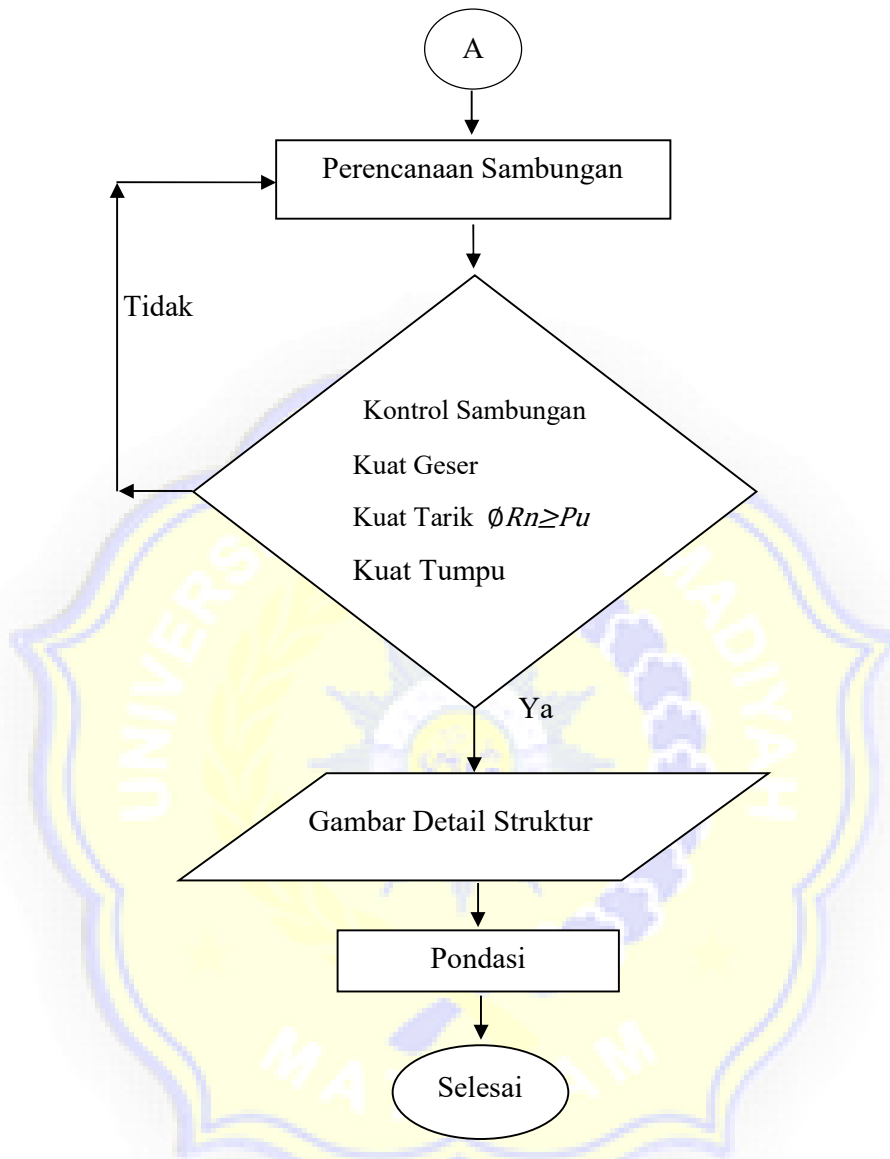 A
Perencanaan Sambungan
Tidak
Kontrol Sambungan
Kuat Geser
Kuat Tarik ∅Rn≥Pu
Kuat Tumpu
Ya
Gambar Detail Struktur
Pondasi
Selesai